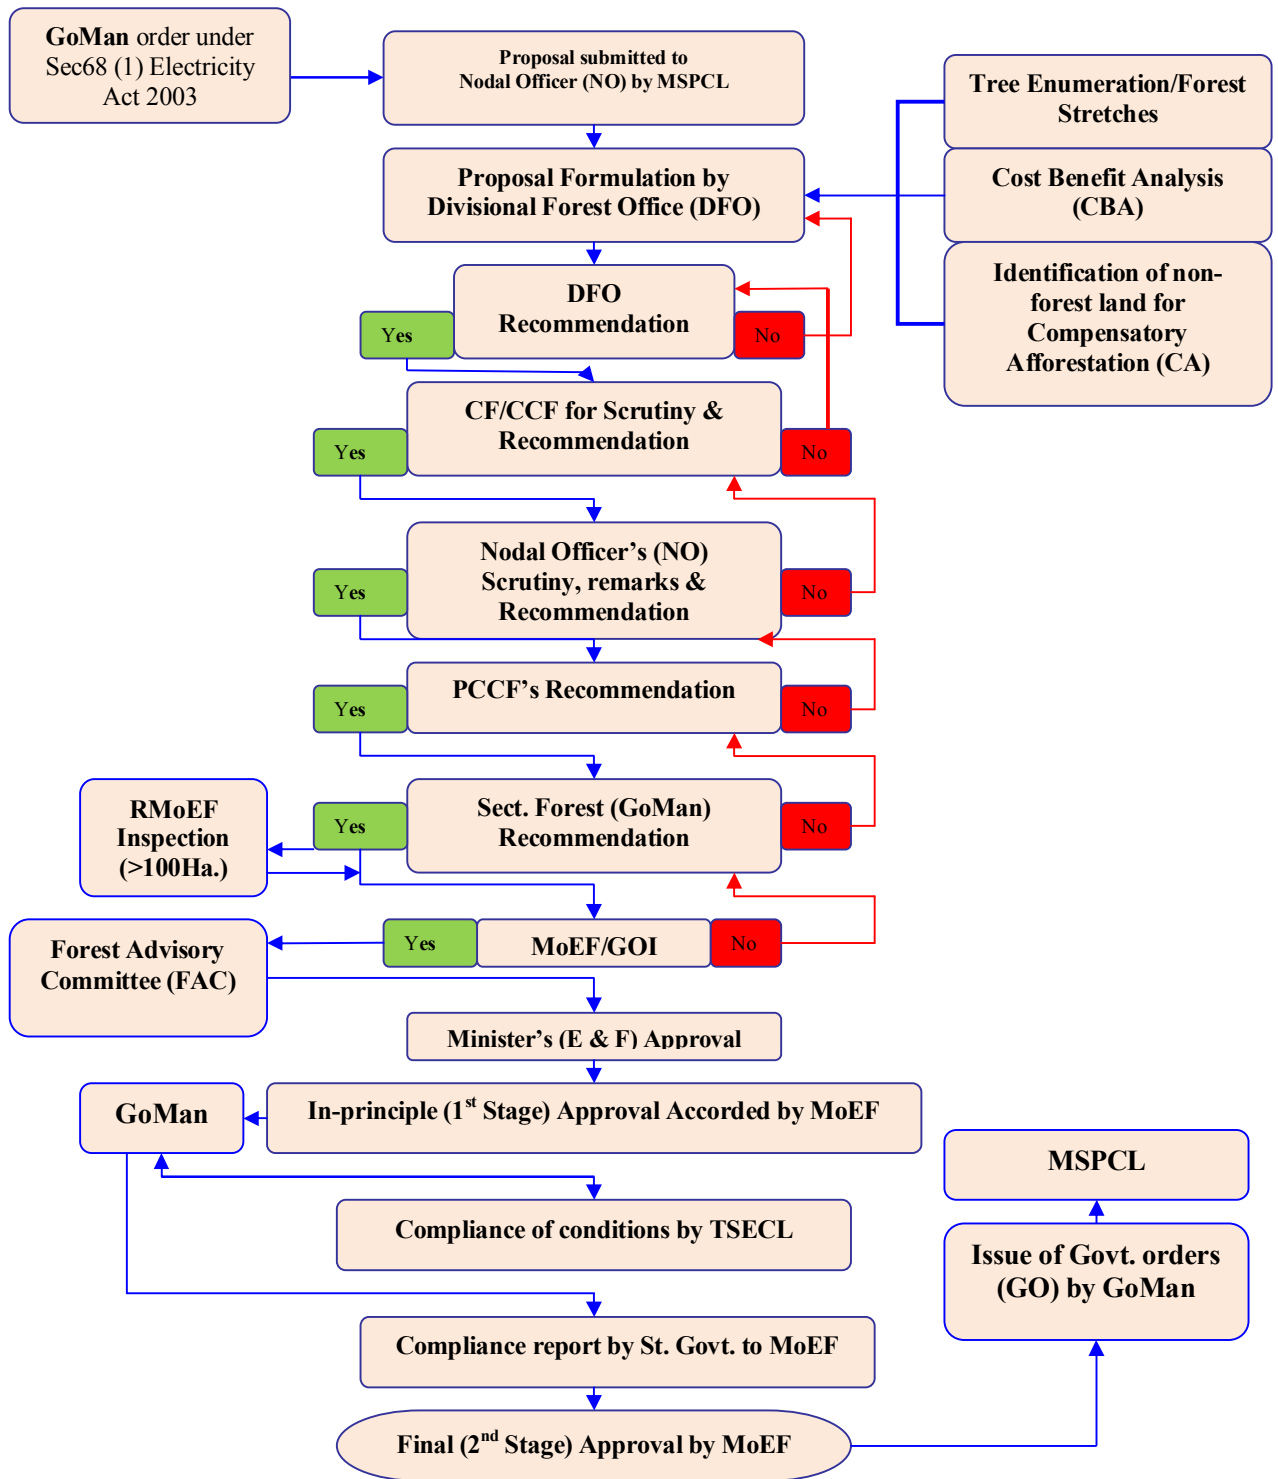 GoMan order under
Sec68 (1) Electricity
Act 2003
Proposal submitted to
Nodal Officer (NO) by MSPCL
Tree Enumeration/Forest
Stretches
Proposal Formulation by
Divisional Forest Office (DFO)
Cost Benefit Analysis
(CBA)
Identification of non-
forest land for
Compensatory
Afforestation (CA)
DFO
Recommendation
Yes
No
CF/CCF for Scrutiny &
Recommendation
Yes
No
Nodal Officer’s (NO)
Scrutiny, remarks &
Recommendation
Yes
No
PCCF’s Recommendation
Yes
No
RMoEF
Inspection
(>100Ha.)
Sect. Forest (GoMan)
Recommendation
Yes
No
Forest Advisory
Committee (FAC)
Yes
MoEF/GOI
No
Minister’s (E & F) Approval
GoMan
In-principle (1st Stage) Approval Accorded by MoEF
MSPCL
Compliance of conditions by TSECL
Issue of Govt. orders
(GO) by GoMan
Compliance report by St. Govt. to MoEF
Final (2nd Stage) Approval by MoEF